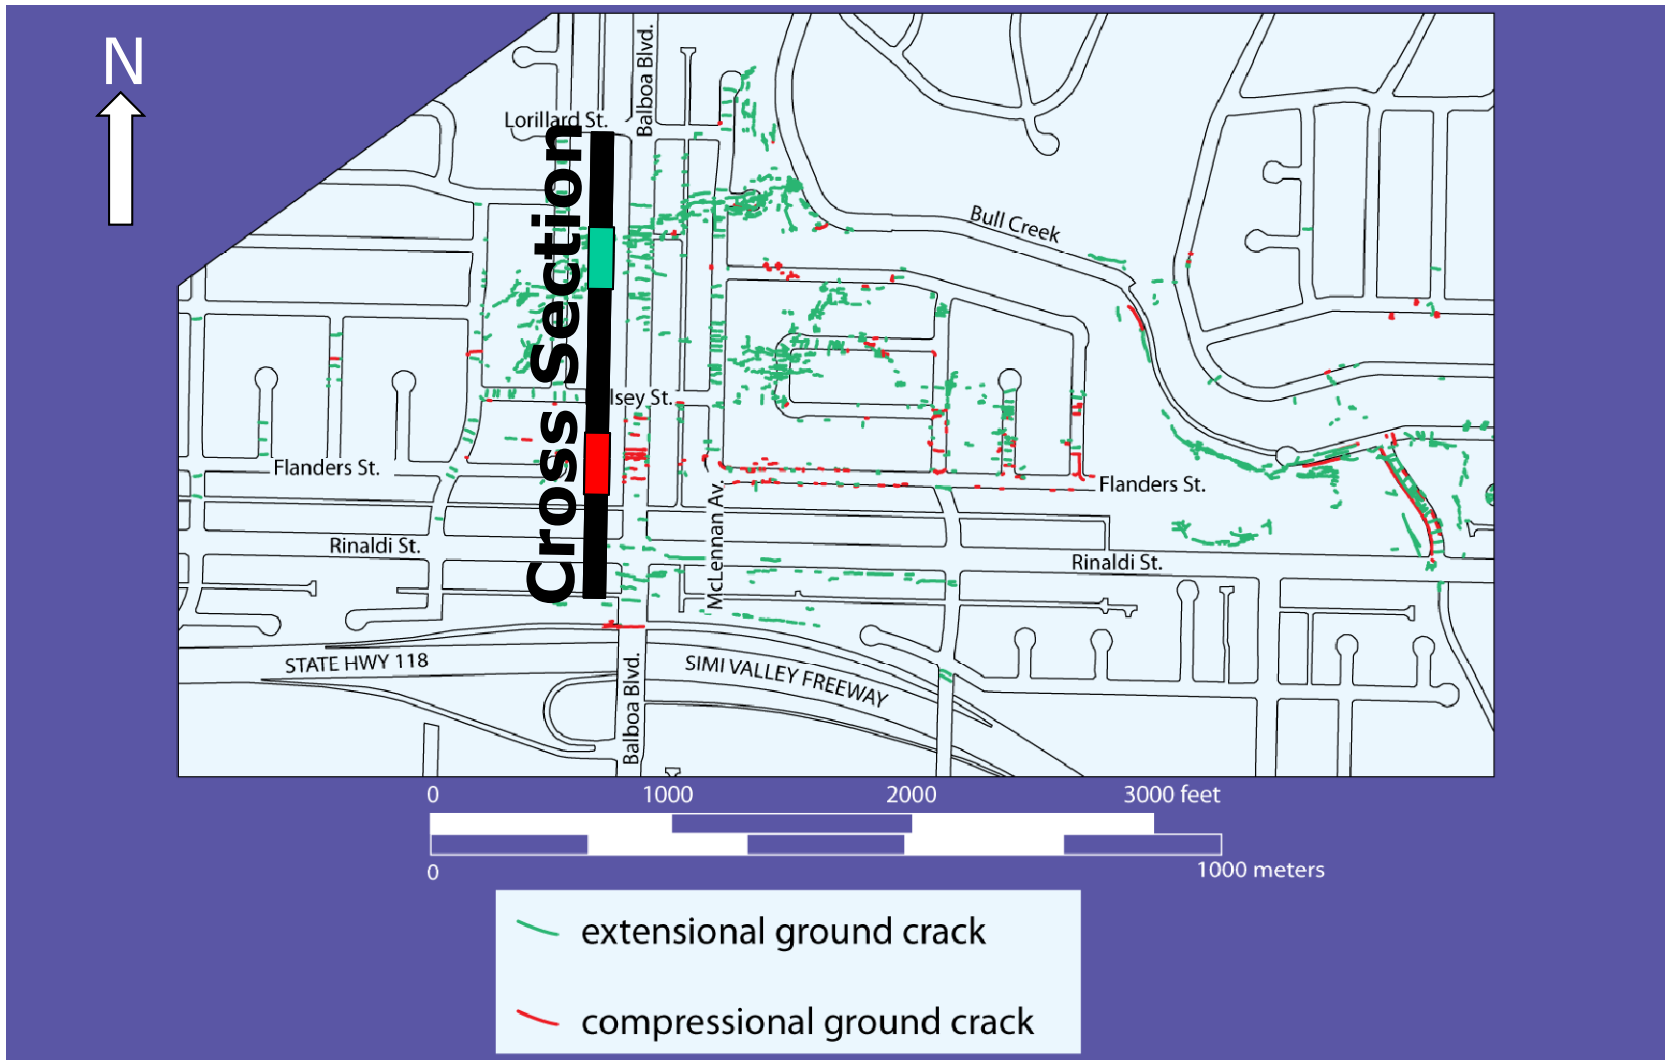 N
Balboa Blvd.
Lorillard St.
Cross Section
Bull Creek
lsey St.
Flanders St.
Flanders St.
McLennan Av.
Rinaldi St.
Rinaldi St.
STATE HWY 118
SIMI VALLEY FREEWAY
Balboa Blvd.
0 1000 2000 3000 feet
0 1000 meters
extensional ground crack
compressional ground crack